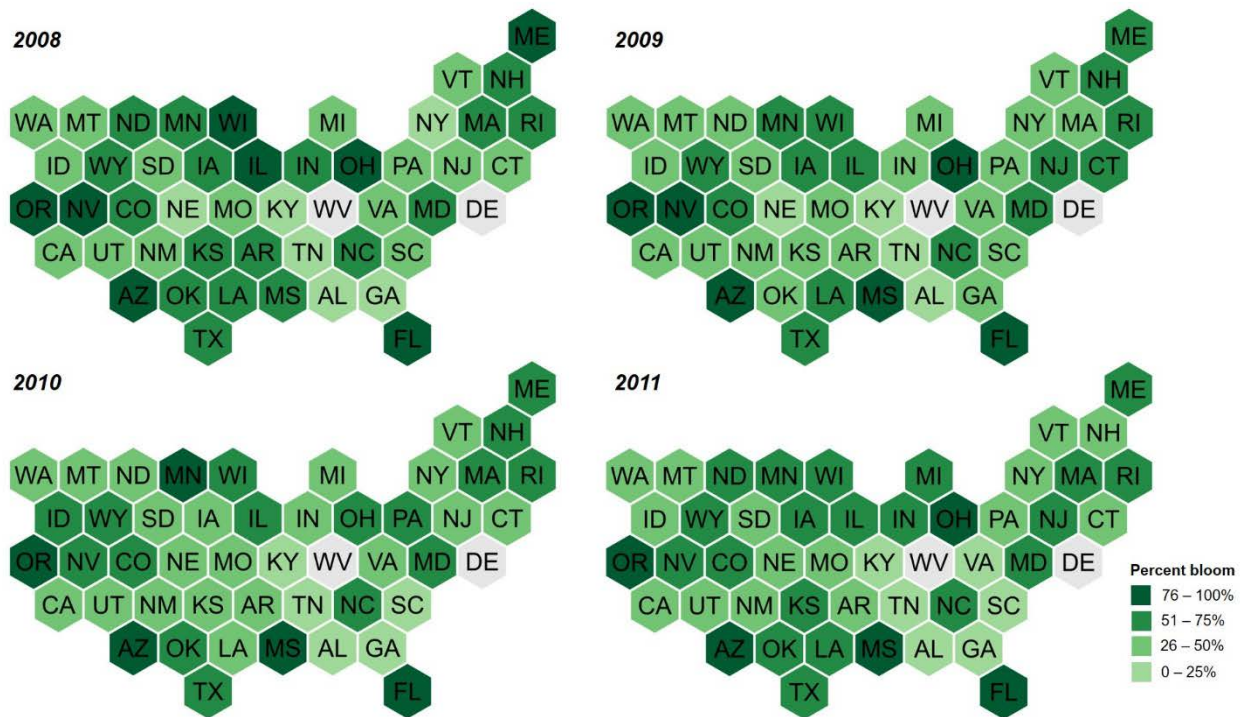 2008
ME
VT NH
WA MT ND MN WI MI NY MA RI
ID WY SD IA IL IN OH PA NJ CT
OR NV CO NE MO KY WV VA MD DE
CA UT NM KS AR TN NC SC
AZ OK LA MS AL GA
TX FL
2009
ME
VT NH
WA MT ND MN WI MI NY MA RI
ID WY SD IA IL IN OH PA NJ CT
OR NV CO NE MO KY WV VA MD DE
CA UT NM KS AR TN NC SC
AZ OK LA MS AL GA
TX FL
2010
ME
VT NH
WA MT ND MN WI MI NY MA RI
ID WY SD IA IL IN OH PA NJ CT
OR NV CO NE MO KY WV VA MD DE
CA UT NM KS AR TN NC SC
AZ OK LA MS AL GA
TX FL
2011
ME
VT NH
WA MT ND MN WI MI NY MA RI
ID WY SD IA IL IN OH PA NJ CT
OR NV CO NE MO KY WV VA MD DE
CA UT NM KS AR TN NC SC
AZ OK LA MS AL GA
TX FL
Percent bloom
76 – 100%
51 – 75%
26 – 50%
0 – 25%